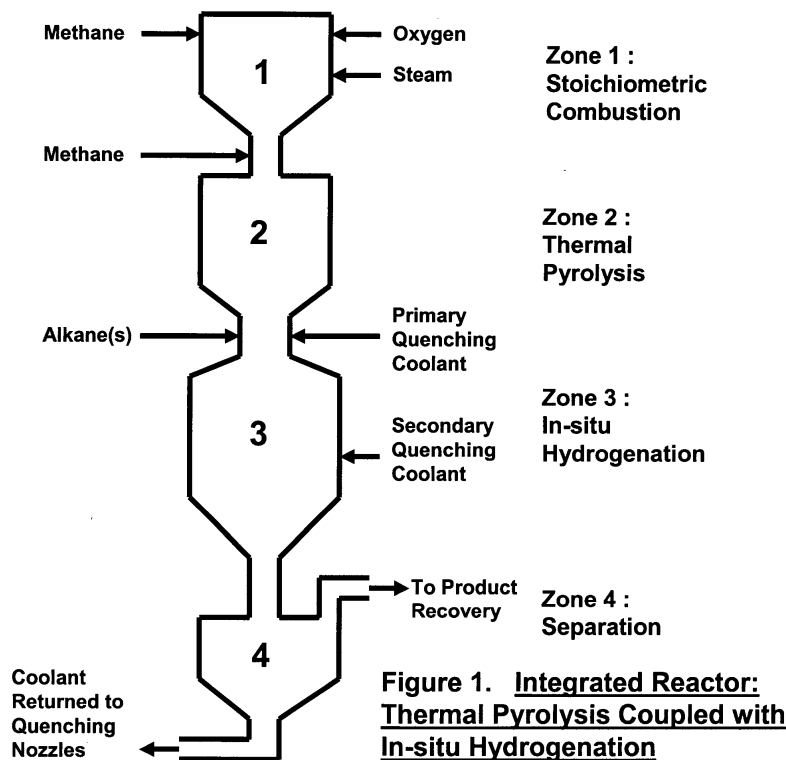 Methane
Oxygen
Steam
1
Zone 1 :
Stoichiometric
Combustion
Methane
2
Zone 2 :
Thermal
Pyrolysis
Alkane(s)
Primary
Quenching
Coolant
3
Secondary
Quenching
Coolant
Zone 3 :
In-situ
Hydrogenation
To Product
Recovery
Zone 4 :
Separation
4
Coolant
Returned to
Quenching
Nozzles
Figure 1. Integrated Reactor:
Thermal Pyrolysis Coupled with
In-situ Hydrogenation